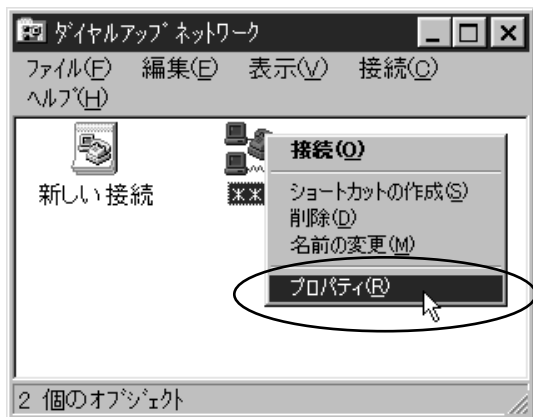 ダイヤルアップ ネットワーク
ファイル(F) 編集(E) 表示(V) 接続(C)
ヘルプ(H)
新しい接続
**
接続(O)
ショートカットの作成(S)
削除(D)
名前の変更(M)
プロパティ(R)
2 個のオブジェクト